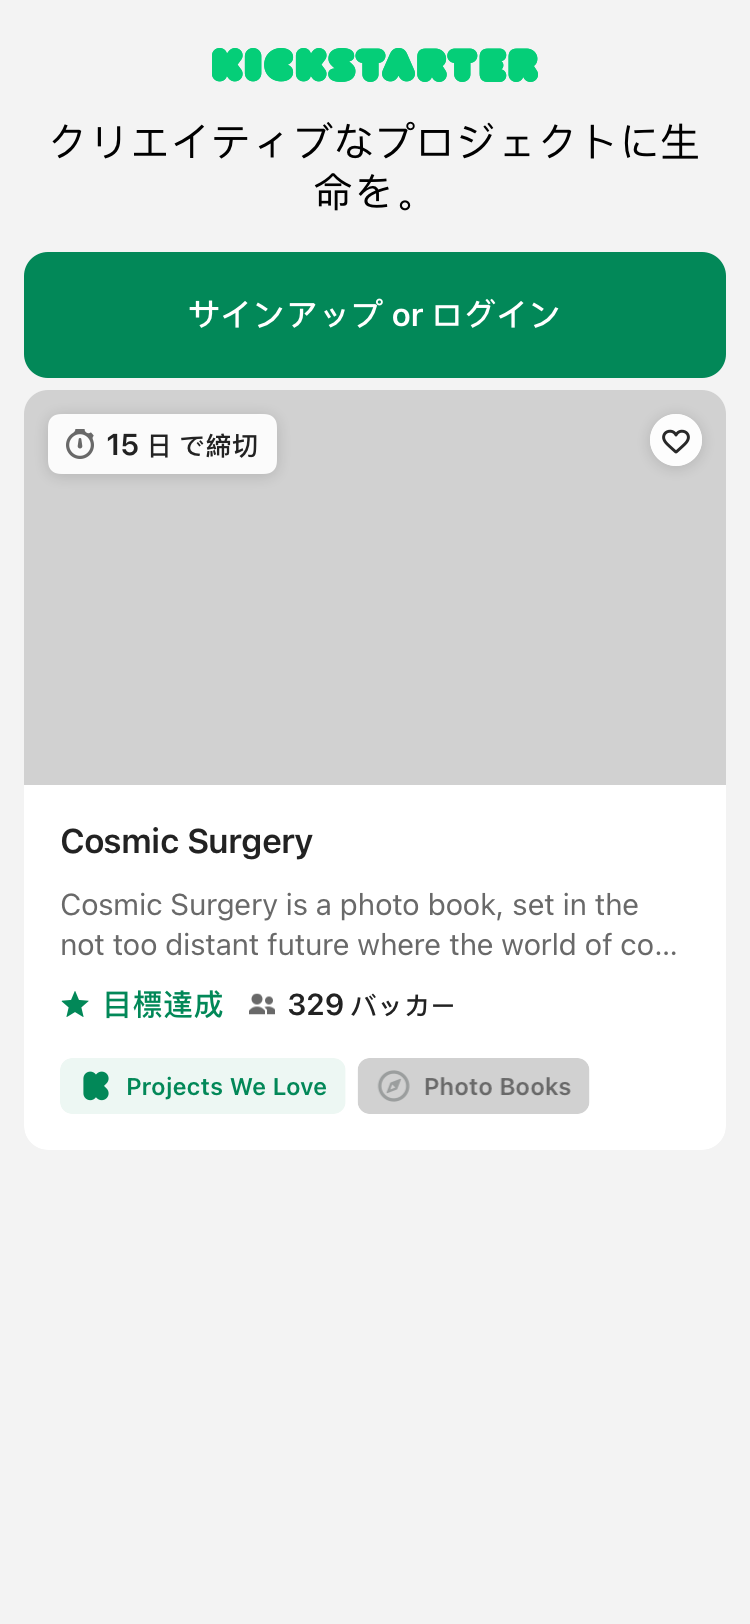 KICKSTARTER
クリエイティブなプロジェクトに生
命を。
サインアップ or ログイン
15 日 で締切
Cosmic Surgery
Cosmic Surgery is a photo book, set in the
not too distant future where the world of co...
目標達成 329 バッカー
Projects We Love Photo Books